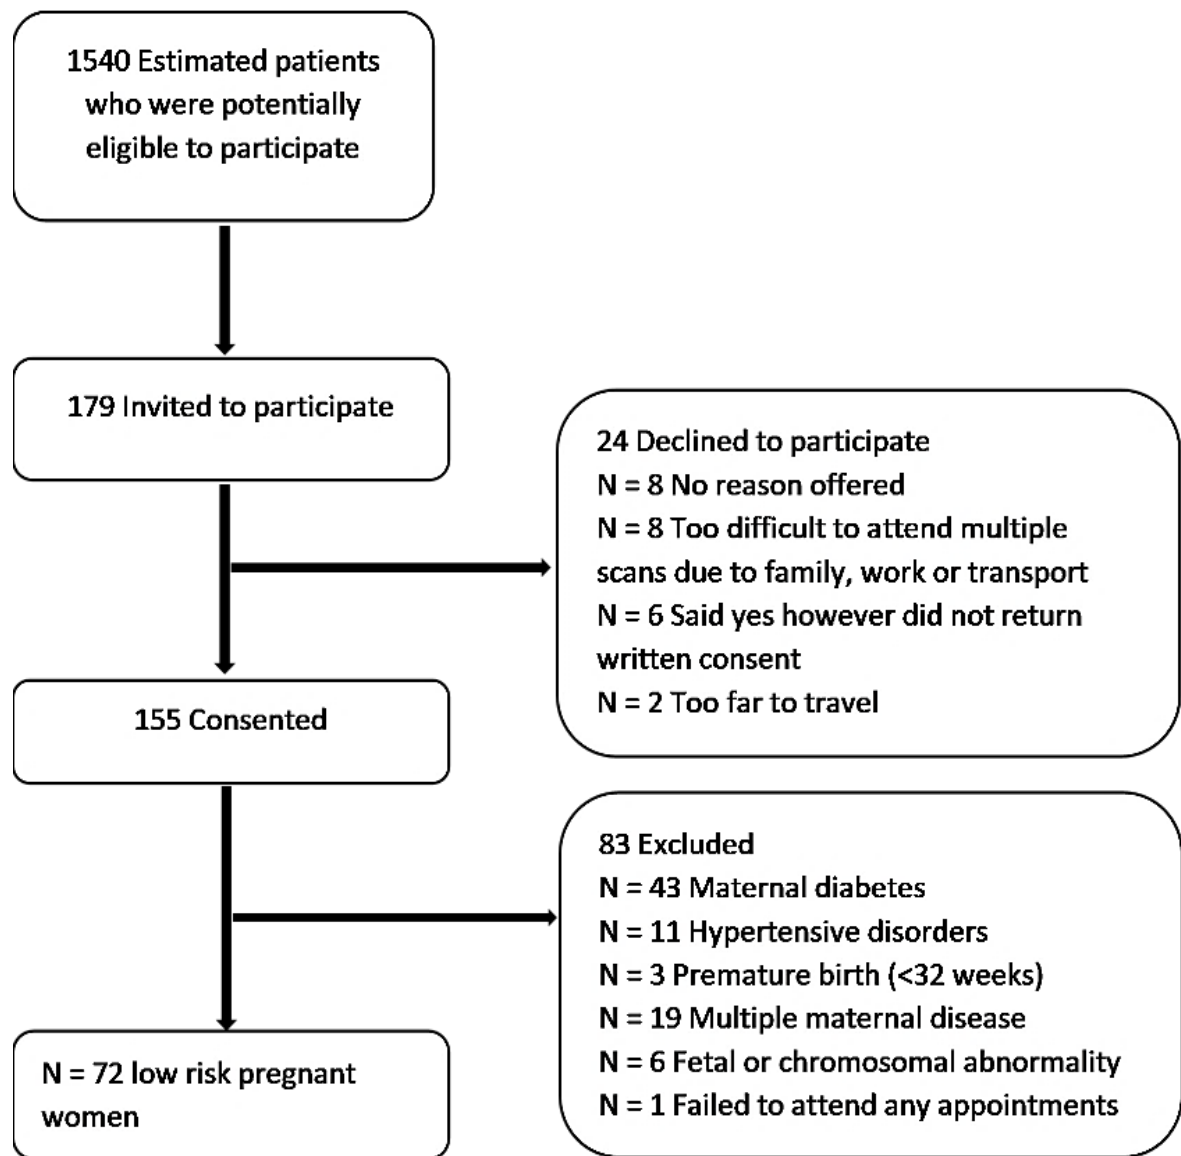 1540 Estimated patients
who were potentially
eligible to participate
179 Invited to participate
24 Declined to participate
N = 8 No reason offered
N = 8 Too difficult to attend multiple
scans due to family, work or transport
N = 6 Said yes however did not return
written consent
N = 2 Too far to travel
155 Consented
83 Excluded
N = 43 Maternal diabetes
N = 11 Hypertensive disorders
N = 3 Premature birth (<32 weeks)
N = 19 Multiple maternal disease
N = 6 Fetal or chromosomal abnormality
N = 1 Failed to attend any appointments
N = 72 low risk pregnant
women